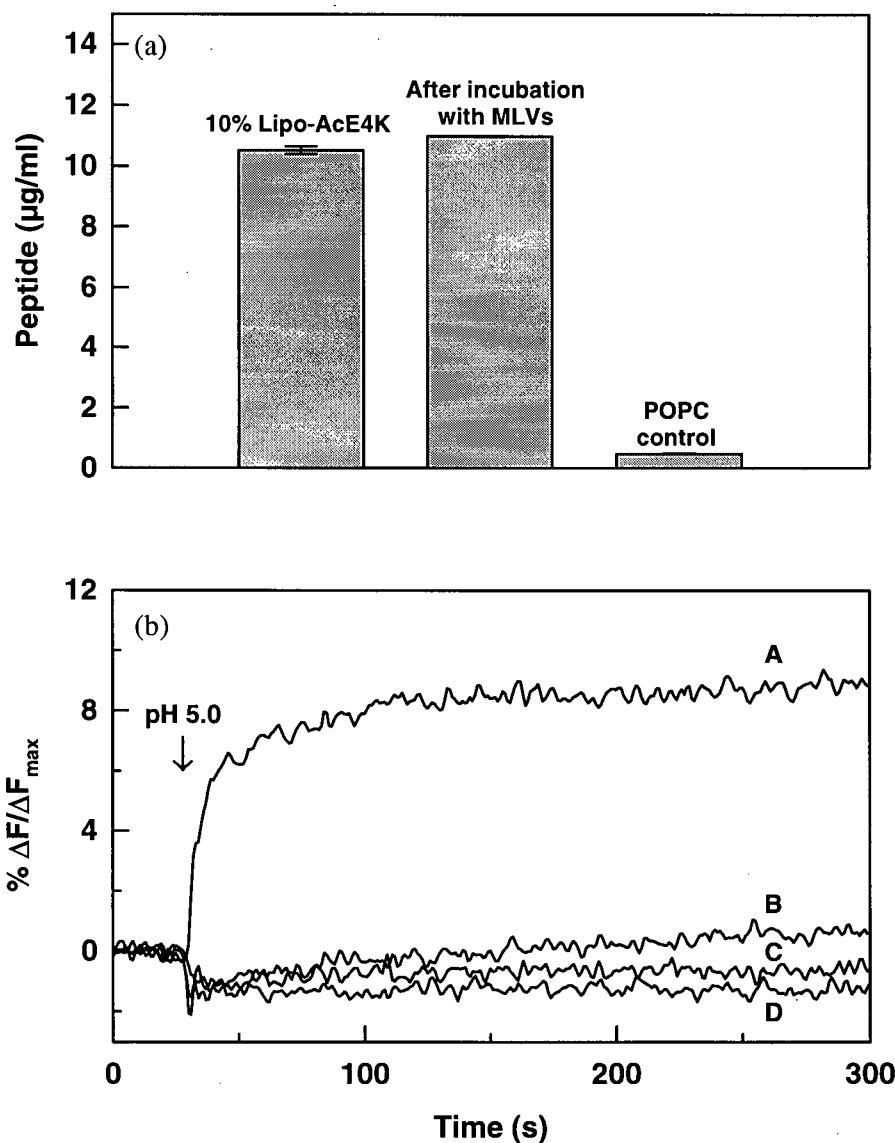 (a)
14
12
10
8
6
4
2
0
Peptide (µg/ml)
10% Lipo-AcE4K
After incubation
with MLVs
POPC
control
(b)
12
8
4
0
% ΔF/ΔFmax
pH 5.0
A
B
C
D
0 100 200 300
Time (s)